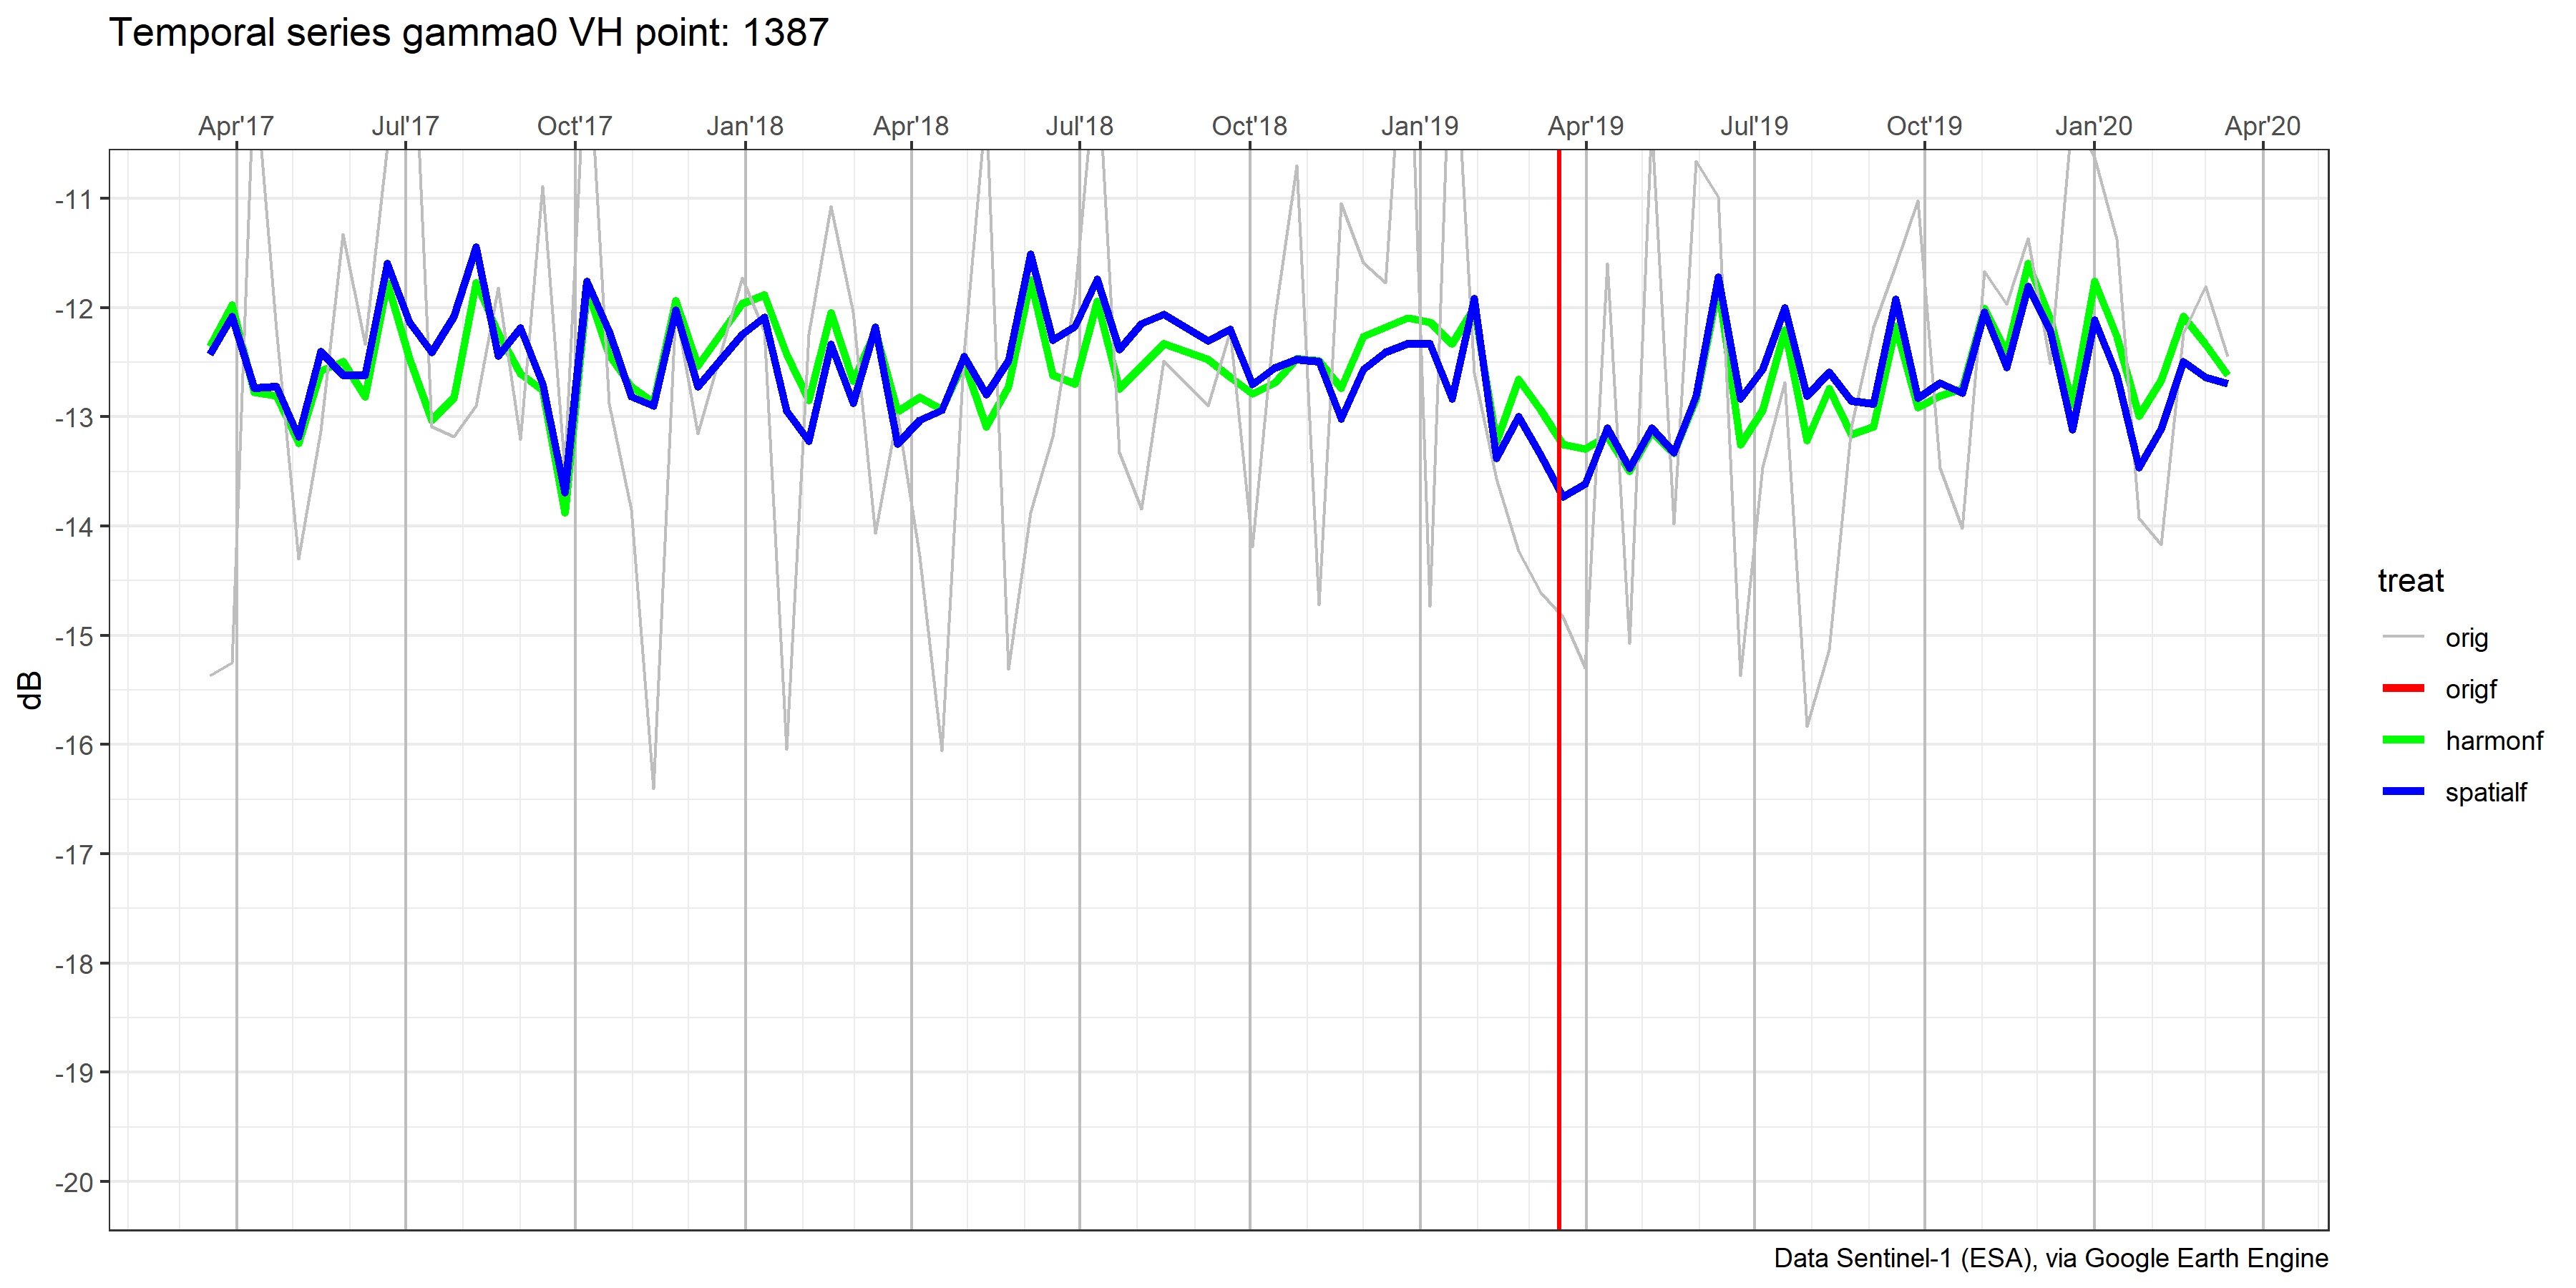 Temporal series gamma0 VH point: 1387
Apr'17 Jul'17 Oct'17 Jan'18 Apr'18 Jul'18 Oct'18 Jan'19 Apr'19 Jul'19 Oct'19 Jan'20 Apr'20
-11
-12
-13
-14
-15
-16
-17
-18
-19
-20
dB
treat
orig
origf
harmonf
spatialf
Data Sentinel-1 (ESA), via Google Earth Engine